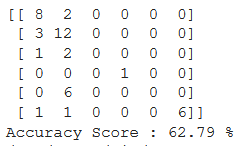 [[ 8  2  0  0  0  0]
 [ 3 12  0  0  0  0]
 [ 1  2  0  0  0  0]
 [ 0  0  0  1  0  0]
 [ 0  6  0  0  0  0]
 [ 1  1  0  0  0  6]]
Accuracy Score : 62.79 %